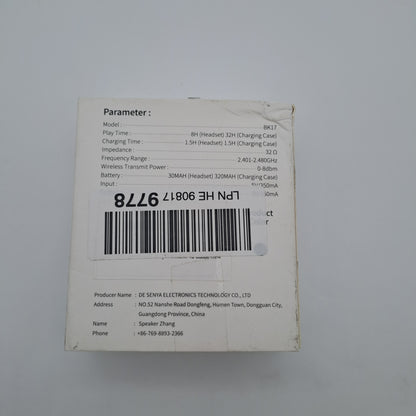 Parameter :
Model : BK17
Play Time : 8H (Headset) 32H (Charging Case)
Charging Time : 1.5H (Headset) 1.5H (Charging Case)
Impedance : 32 Ω
Frequency Range : 2.401-2.480GHz
Wireless Transmit Power : 0-8dbm
Battery : 30MAH (Headset) 320MAH (Charging Case)
Input :
LPN HE 90817
9778
Producer Name : DE SENYA ELECTRONICS TECHNOLOGY CO., LTD
Address : NO.52 Nanshe Road Dongfeng, Humen Town, Dongguan City,
Guangdong Province, China
Name : Speaker Zhang
Phone : +86-769-8893-2366